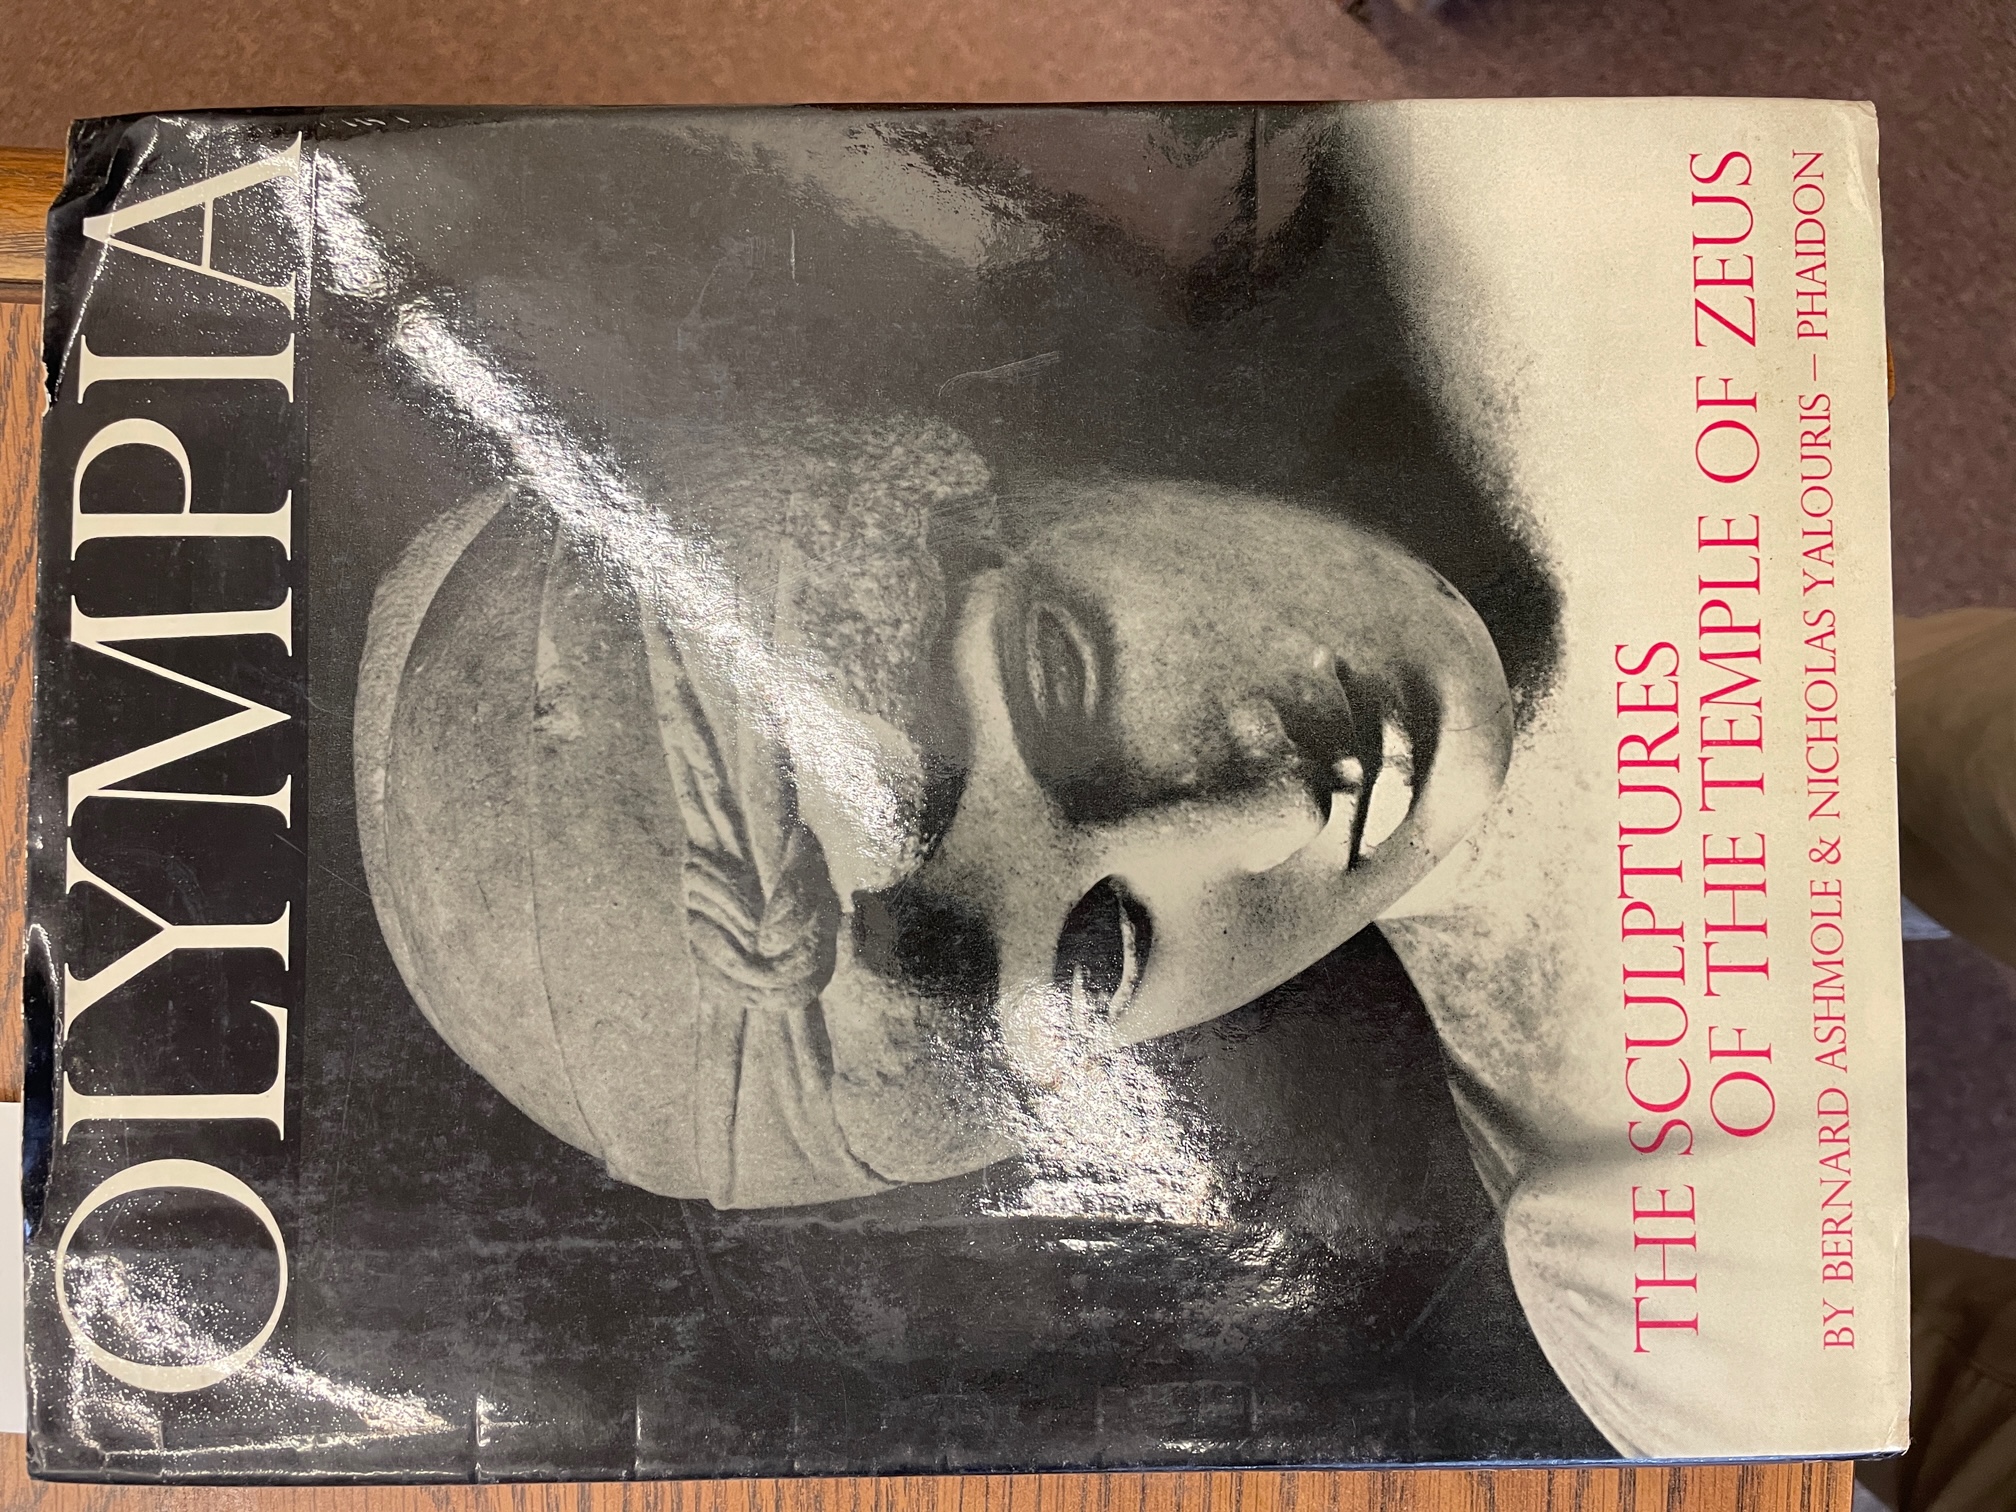 OLYMPIA
THE SCULPTURES
OF THE TEMPLE OF ZEUS
BY BERNARD ASHMOLE & NICHOLAS YALOURIS – PHAIDON